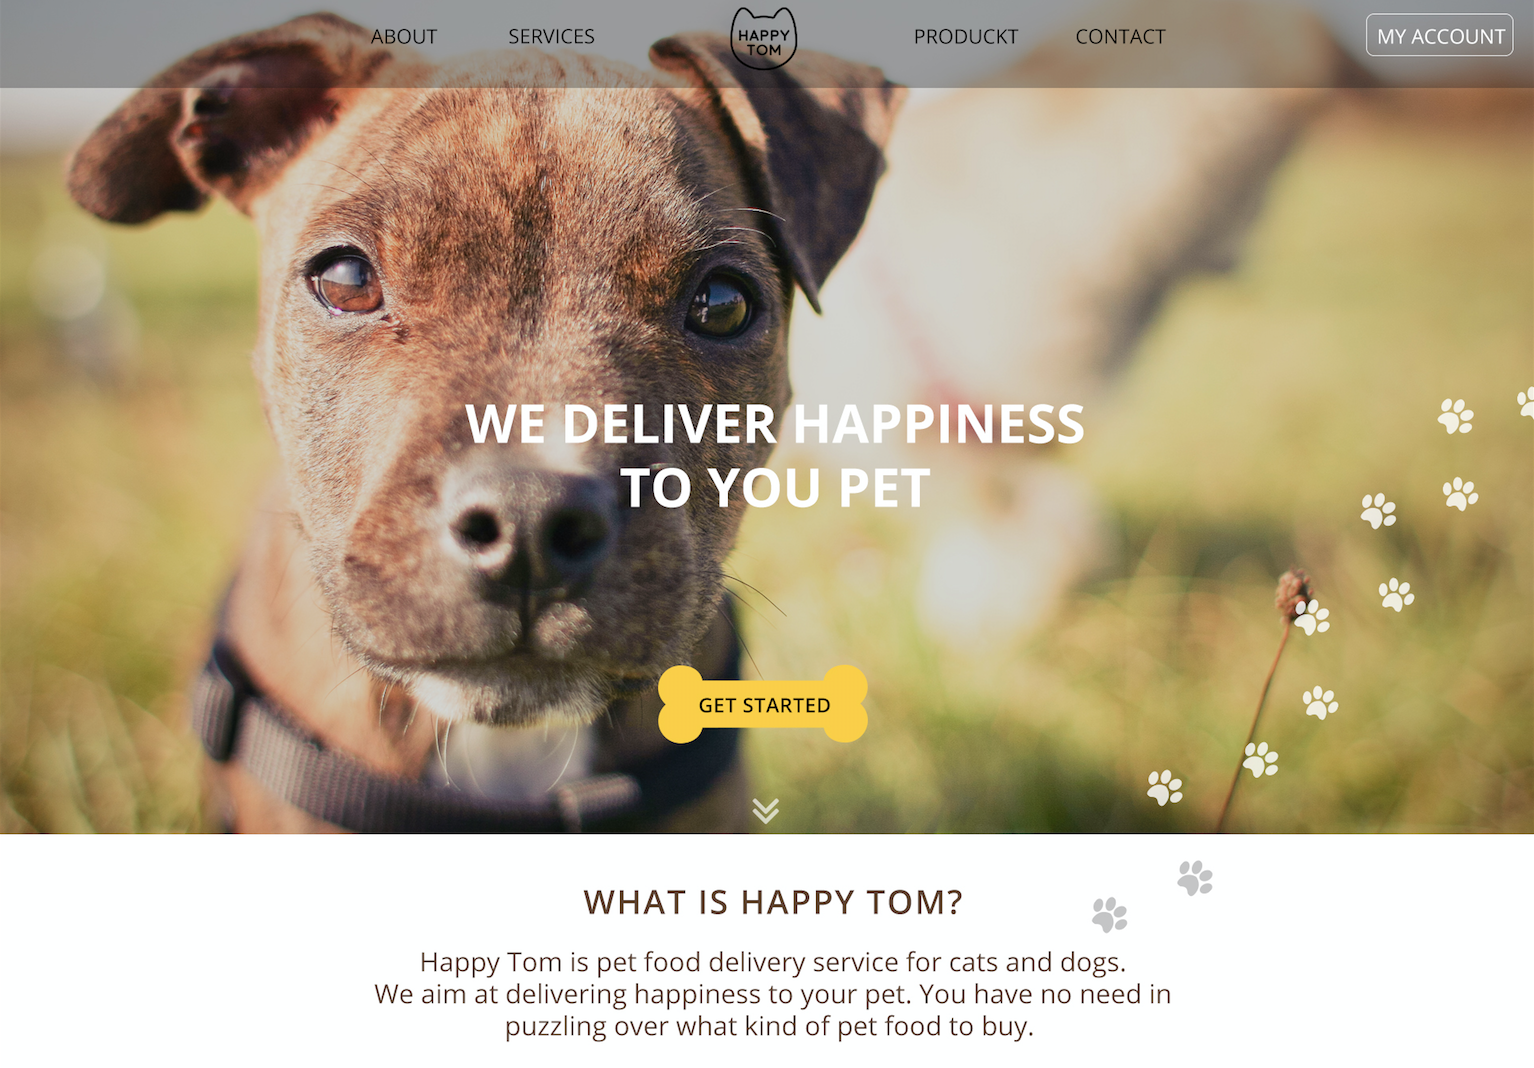 ABOUT
SERVICES
HAPPY
TOM
PRODUCKT
CONTACT
MY ACCOUNT
WE DELIVER HAPPINESS
TO YOU PET
GET STARTED
WHAT IS HAPPY TOM?
Happy Tom is pet food delivery service for cats and dogs.
We aim at delivering happiness to your pet. You have no need in
puzzling over what kind of pet food to buy.